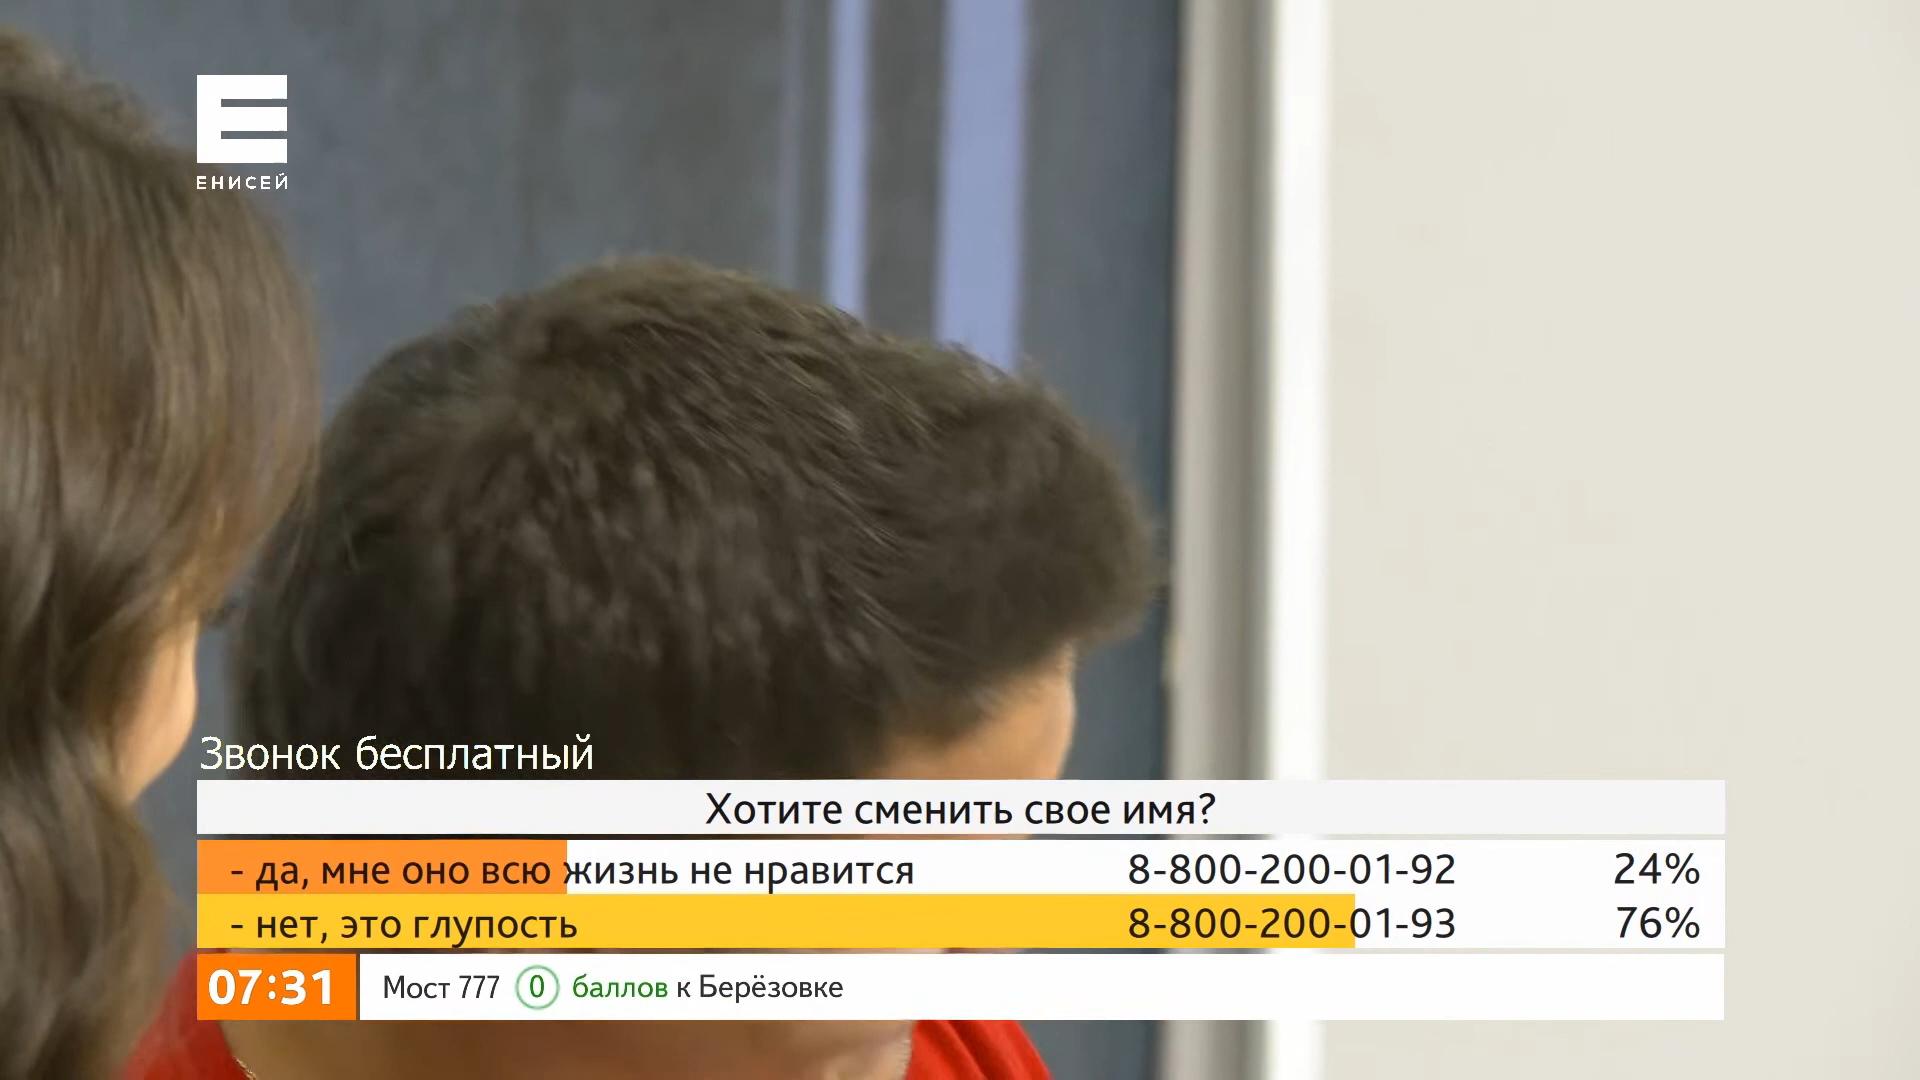 ЕНИСЕЙ
Звонок бесплатный
Хотите сменить свое имя?
- да, мне оно всю жизнь не нравится 8-800-200-01-92 24%
- нет, это глупость 8-800-200-01-93 76%
07:31 Мост 777 0 баллов к Берёзовке